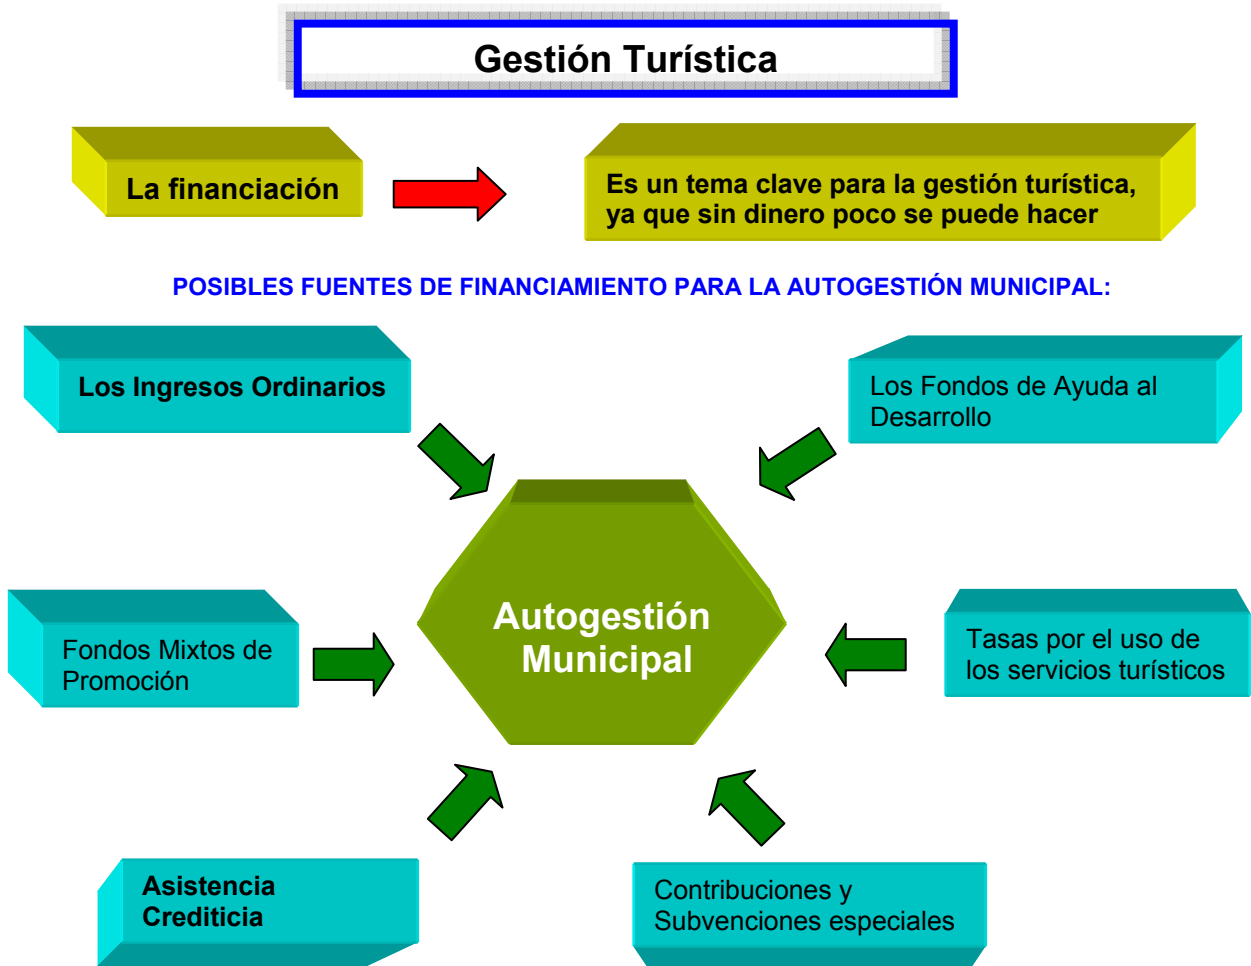 Gestión Turística
La financiación
Es un tema clave para la gestión turística,
ya que sin dinero poco se puede hacer
POSIBLES FUENTES DE FINANCIAMIENTO PARA LA AUTOGESTIÓN MUNICIPAL:
Los Ingresos Ordinarios
Los Fondos de Ayuda al
Desarrollo
Autogestión
Municipal
Fondos Mixtos de
Promoción
Tasas por el uso de
los servicios turísticos
Asistencia
Crediticia
Contribuciones y
Subvenciones especiales